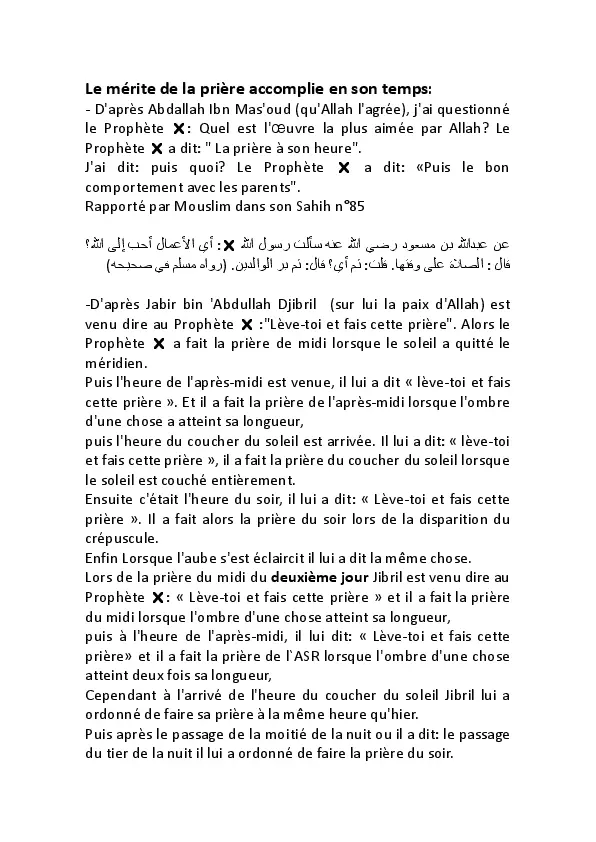 Le mérite de la prière accomplie en son temps:
- D'après Abdallah Ibn Mas'oud (qu'Allah l'agrée), j'ai questionné
le Prophète ✕: Quel est l'œuvre la plus aimée par Allah? Le
Prophète ✕ a dit: " La prière à son heure".
J'ai dit: puis quoi? Le Prophète ✕ a dit: «Puis le bon
comportement avec les parents".
Rapporté par Mouslim dans son Sahih n°85
عن عبدالله بن مسعود رضي الله عنه سألت رسول الله ✕: أي الأعمال أحب إلى الله؟
قال : الصلاة على وقتها. قلت: ثم أي؟ قال: ثم بر الوالدين. (رواه مسلم في صحيحه)
-D'après Jabir bin 'Abdullah Djibril (sur lui la paix d'Allah) est
venu dire au Prophète ✕ :"Lève-toi et fais cette prière". Alors le
Prophète ✕ a fait la prière de midi lorsque le soleil a quitté le
méridien.
Puis l'heure de l'après-midi est venue, il lui a dit « lève-toi et fais
cette prière ». Et il a fait la prière de l'après-midi lorsque l'ombre
d'une chose a atteint sa longueur,
puis l'heure du coucher du soleil est arrivée. Il lui a dit: « lève-toi
et fais cette prière », il a fait la prière du coucher du soleil lorsque
le soleil est couché entièrement.
Ensuite c'était l'heure du soir, il lui a dit: « Lève-toi et fais cette
prière ». Il a fait alors la prière du soir lors de la disparition du
crépuscule.
Enfin Lorsque l'aube s'est éclaircit il lui a dit la même chose.
Lors de la prière du midi du deuxième jour Jibril est venu dire au
Prophète ✕: « Lève-toi et fais cette prière » et il a fait la prière
du midi lorsque l'ombre d'une chose atteint sa longueur,
puis à l'heure de l'après-midi, il lui dit: « Lève-toi et fais cette
prière» et il a fait la prière de l`ASR lorsque l'ombre d'une chose
atteint deux fois sa longueur,
Cependant à l'arrivé de l'heure du coucher du soleil Jibril lui a
ordonné de faire sa prière à la même heure qu'hier.
Puis après le passage de la moitié de la nuit ou il a dit: le passage
du tier de la nuit il lui a ordonné de faire la prière du soir.